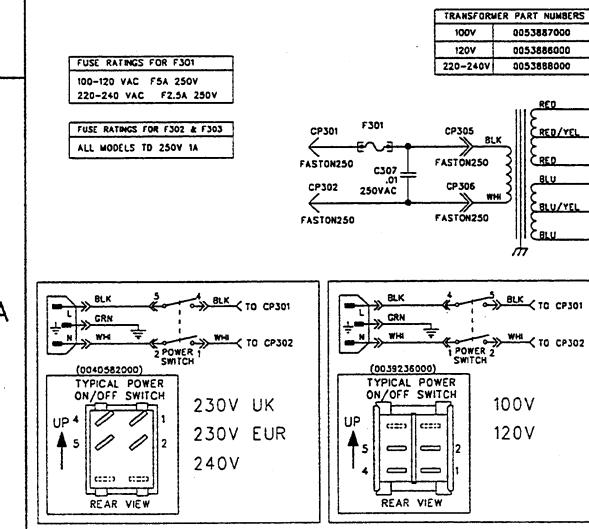 TRANSFORMER PART NUMBERS
100V 0053887000
120V 0053886000
220-240V 0053888000
FUSE RATINGS FOR F301
100-120 VAC F5A 250V
220-240 VAC F2.5A 250V
FUSE RATINGS FOR F302 & F303
ALL MODELS TD 250V 1A
CP301
F301
CP305
BLK
FASTON250
FASTON250
C307
.01
250VAC
CP302
CP306
WHI
FASTON250
FASTON250
RED
RED/YEL
RED
BLU
BLU/YEL
BLU
A
BLK 5 4 BLK TO CP301
L
GRN
N WHI 2 1 WHI TO CP302
POWER
SWITCH
(0040582000)
TYPICAL POWER
ON/OFF SWITCH
UP 4 1
5 2
REAR VIEW
230V UK
230V EUR
240V
BLK 4 5 BLK TO CP301
L
GRN
N WHI 1 2 WHI TO CP302
POWER
SWITCH
(0039236000)
TYPICAL POWER
ON/OFF SWITCH
UP
5 2
4 1
REAR VIEW
100V
120V